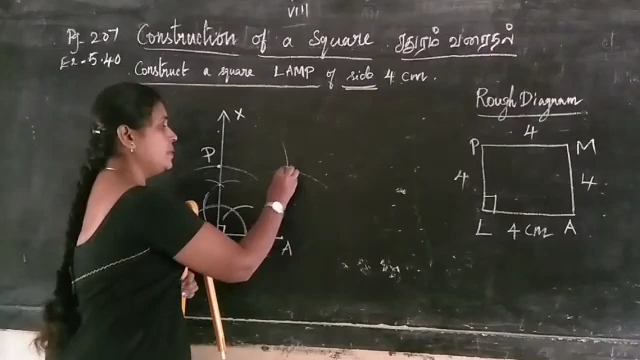 VIII
Pg. 207 Construction of a Square சதுரம் வரைதல்
Ex-5.40
Construct a square LAMP of side 4 cm.
Rough Diagram
4
P M
4 4
L 4 cm A
X
P
A